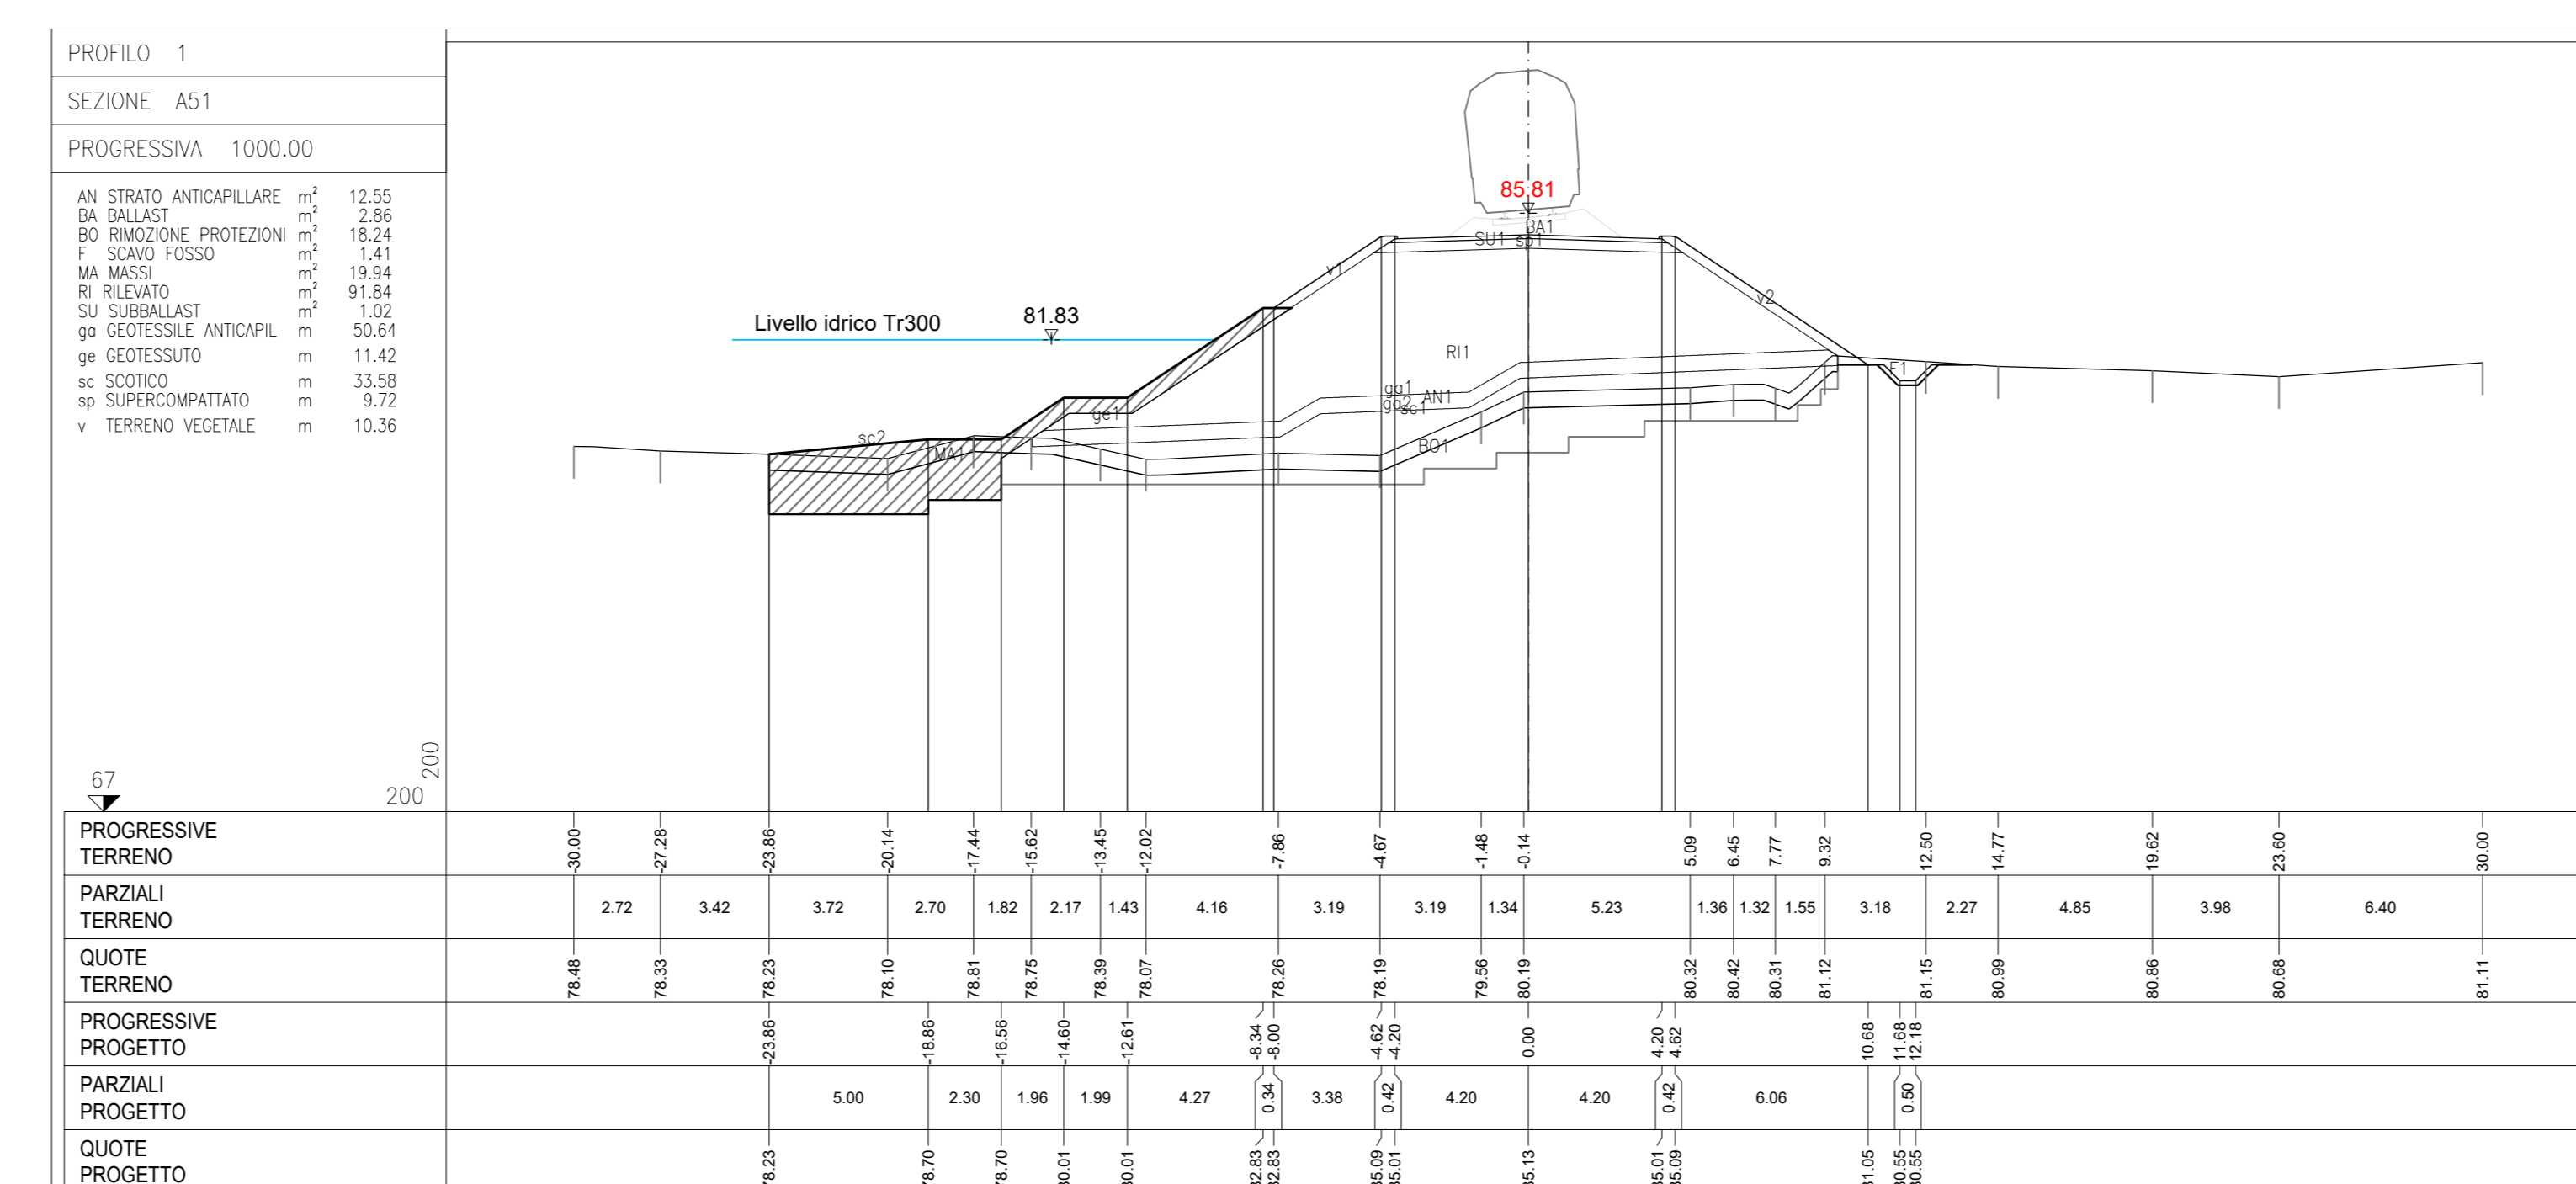 PROFILO 1
SEZIONE A51
PROGRESSIVA 1000.00
AN STRATO ANTICAPILLARE m² 12.55
BA BALLAST m² 2.86
BO RIMOZIONE PROTEZIONI m² 18.24
F SCAVO FOSSO m² 1.41
MA MASSI m² 19.94
RI RILEVATO m² 91.84
SU SUBBALLAST m² 1.02
ga GEOTESSILE ANTICAPIL m 50.64
ge GEOTESSUTO m 11.42
sc SCOTICO m 33.58
sp SUPERCOMPATTATO m 9.72
v TERRENO VEGETALE m 10.36
85.81
BA1
SU1 sp1
v1
v2
Livello idrico Tr300 81.83
RI1
F1
ga1
AN1
ga2
sc1
ge1
sc2
BO1
MA1
200
67
200
PROGRESSIVE TERRENO
-30.00 -27.28 -23.86 -20.14 -17.44 -15.62 -13.45 -12.02 -7.86 -4.67 -1.48 -0.14 5.09 6.45 7.77 9.32 12.50 14.77 19.62 23.60 30.00
PARZIALI TERRENO
2.72 3.42 3.72 2.70 1.82 2.17 1.43 4.16 3.19 3.19 1.34 5.23 1.36 1.32 1.55 3.18 2.27 4.85 3.98 6.40
QUOTE TERRENO
78.48 78.33 78.23 78.10 78.81 78.75 78.39 78.07 78.26 78.19 79.56 80.19 80.32 80.42 80.31 81.12 81.15 80.99 80.86 80.68 81.11
PROGRESSIVE PROGETTO
-23.86 -18.86 -16.56 -14.60 -12.61 -8.34 -8.00 -4.62 -4.20 0.00 4.20 4.62 10.68 11.68 12.18
PARZIALI PROGETTO
5.00 2.30 1.96 1.99 4.27 0.34 3.38 0.42 4.20 4.20 0.42 6.06 0.50
QUOTE PROGETTO